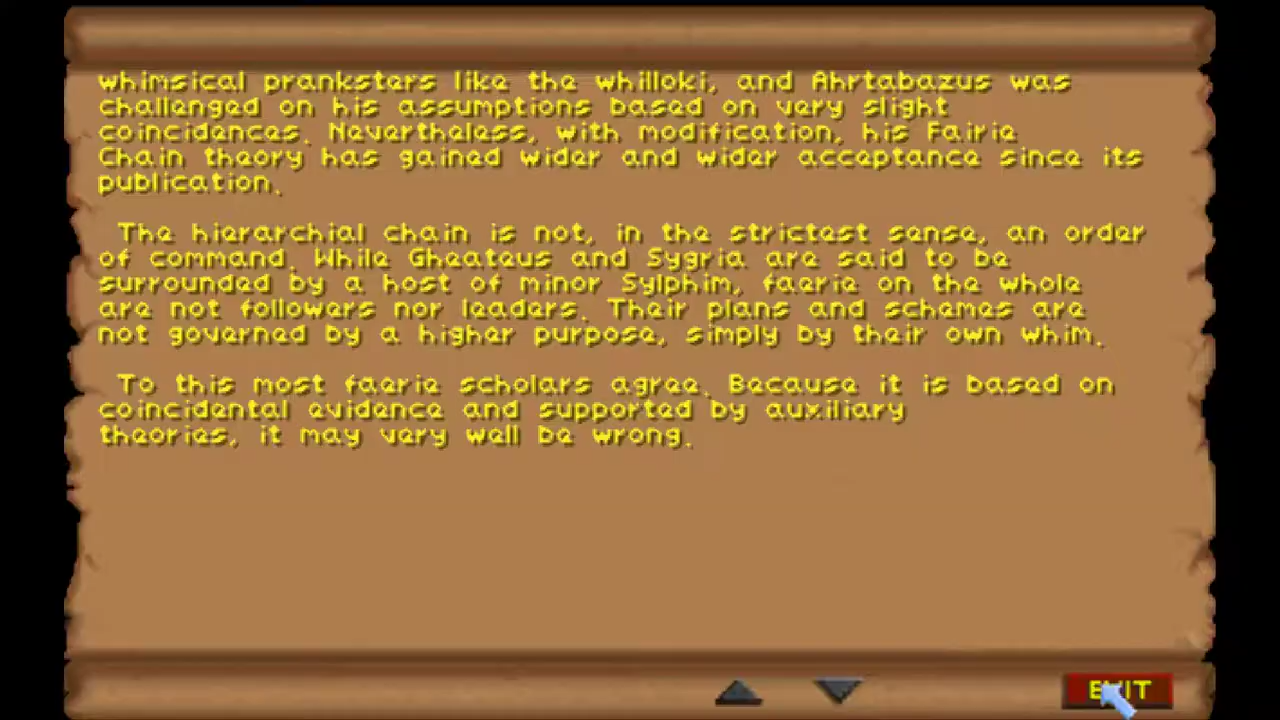 whimsical pranksters like the whilloki, and Ahrtabazus was
challenged on his assumptions based on very slight
coincidences. Nevertheless, with modification, his Fairie
Chain theory has gained wider and wider acceptance since its
publication.
The hierarchial chain is not, in the strictest sense, an order
of command. While Gheateus and Sygria are said to be
surrounded by a host of minor Sylphim, faerie on the whole
are not followers nor leaders. Their plans and schemes are
not governed by a higher purpose, simply by their own whim.
To this most faerie scholars agree. Because it is based on
coincidental evidence and supported by auxiliary
theories, it may very well be wrong.
EXIT